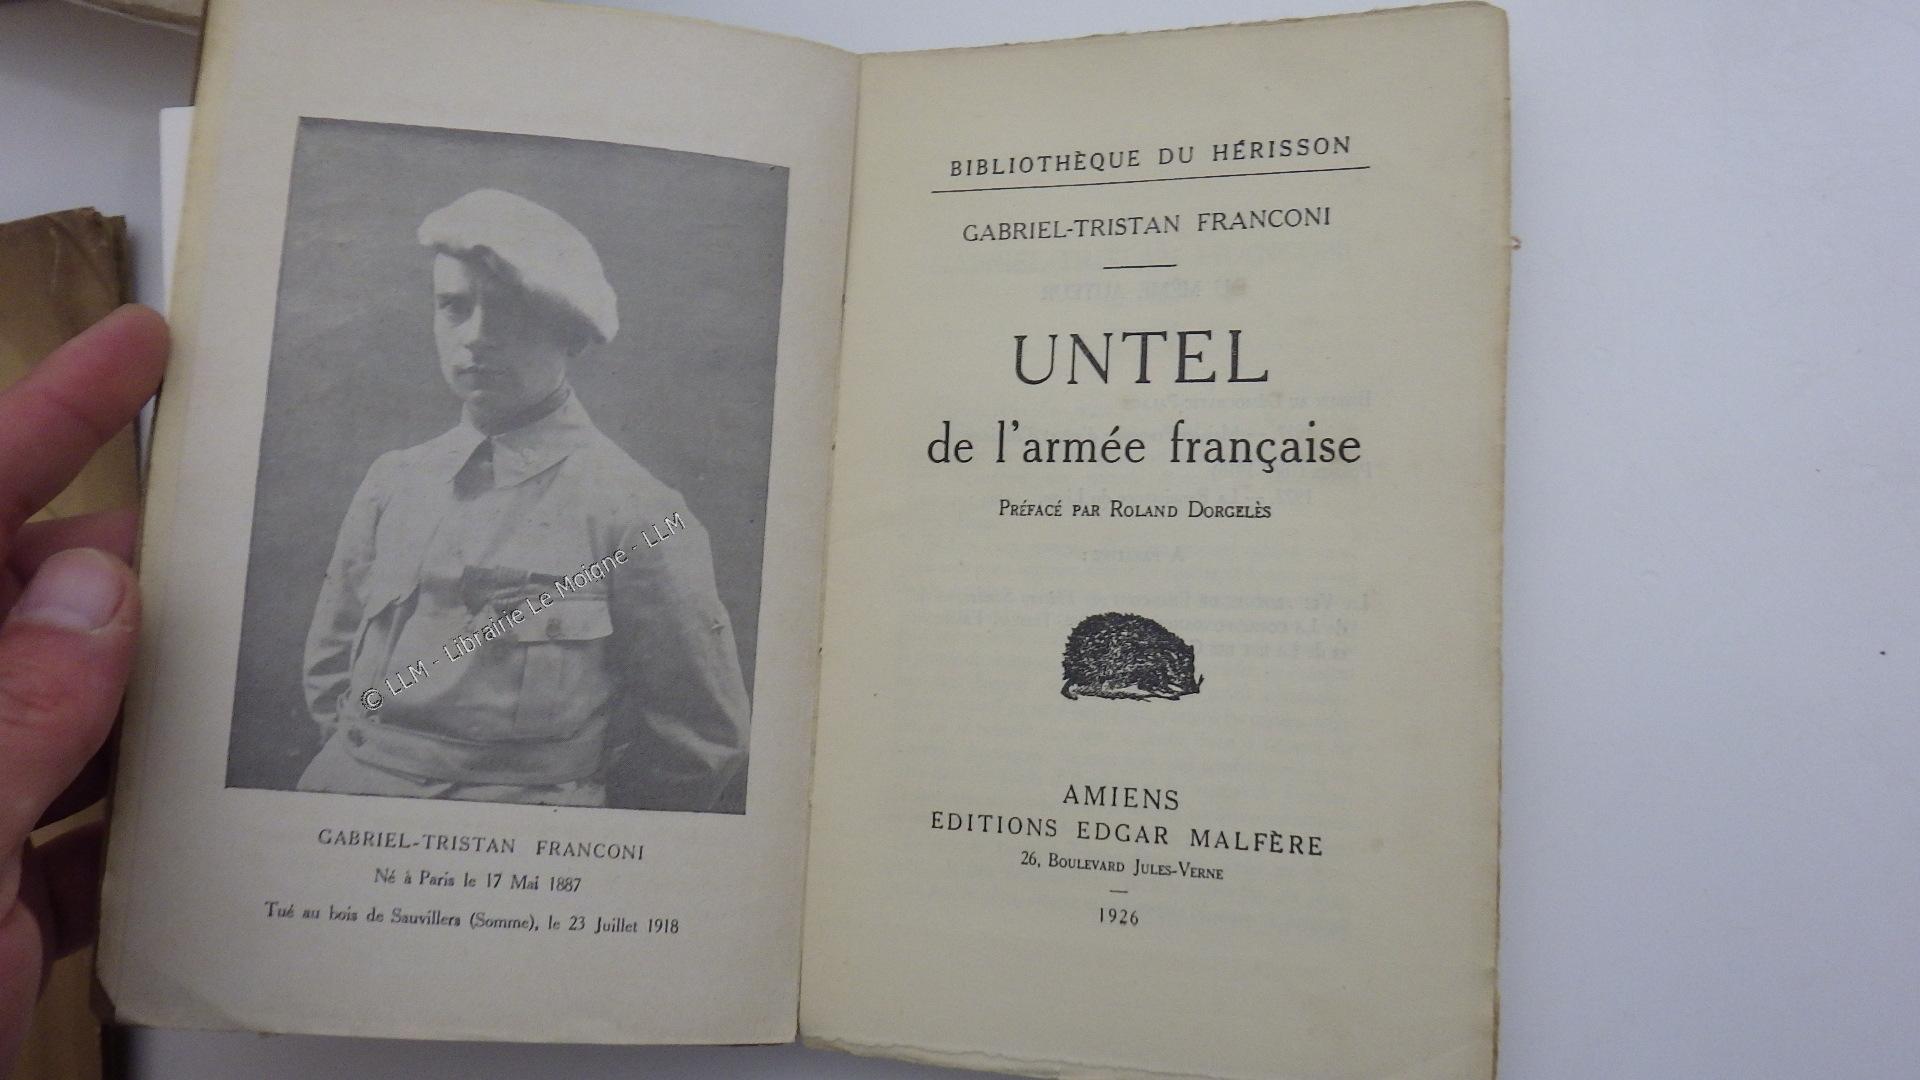 © LLM - Librairie Le Moigne - LLM
GABRIEL-TRISTAN FRANCONI
Né à Paris le 17 Mai 1887
Tué au bois de Sauvillers (Somme), le 23 Juillet 1918
BIBLIOTHÈQUE DU HÉRISSON
GABRIEL-TRISTAN FRANCONI
UNTEL
de l'armée française
PRÉFACÉ PAR ROLAND DORGELÈS
AMIENS
EDITIONS EDGAR MALFÈRE
26, BOULEVARD JULES-VERNE
1926